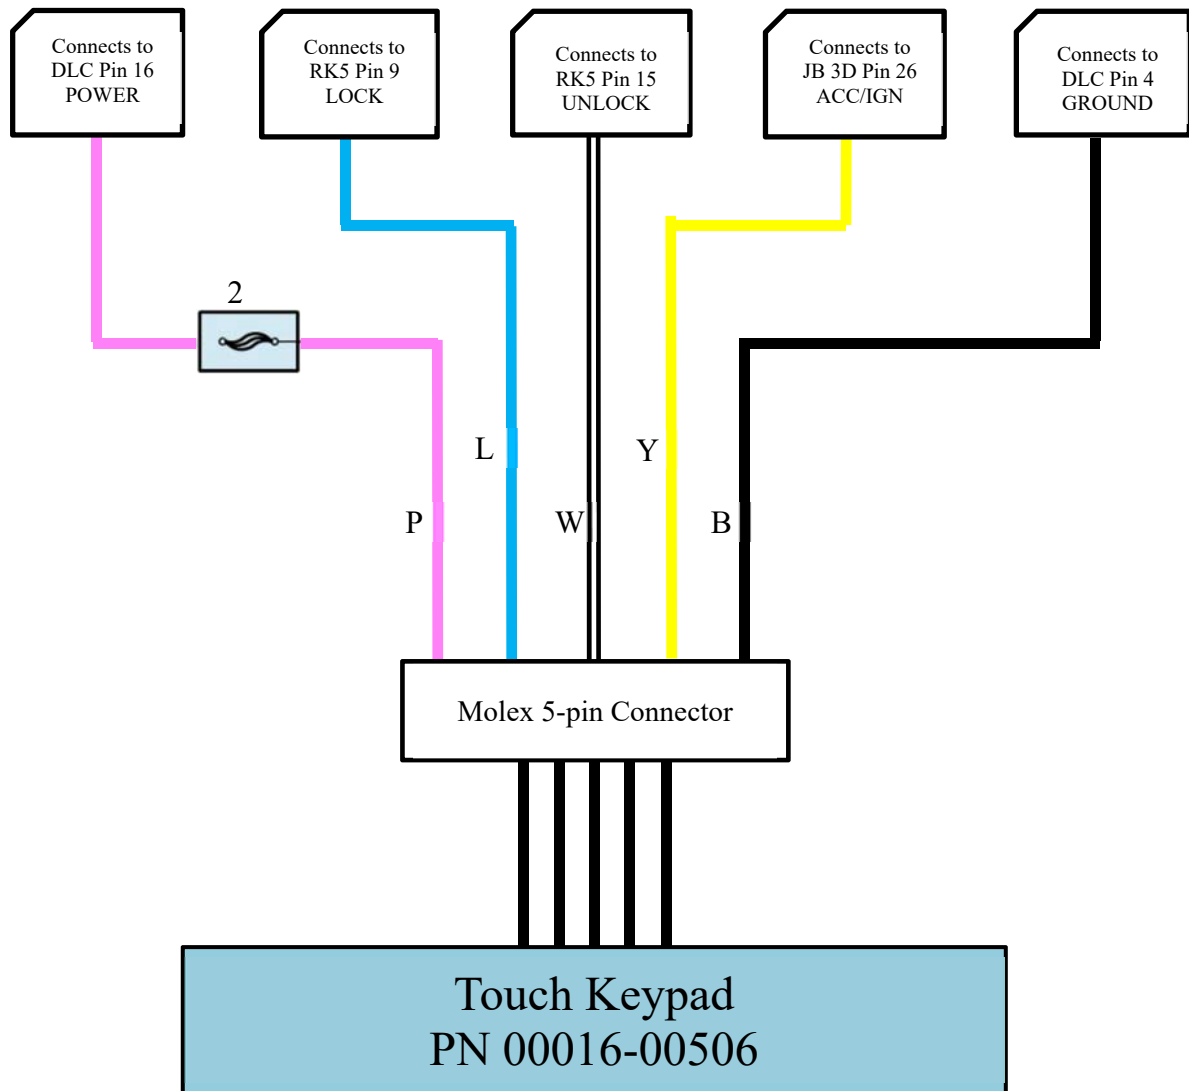 Connects to
DLC Pin 16
POWER
Connects to
RK5 Pin 9
LOCK
Connects to
RK5 Pin 15
UNLOCK
Connects to
JB 3D Pin 26
ACC/IGN
Connects to
DLC Pin 4
GROUND
2
L
Y
P
W
B
Molex 5-pin Connector
Touch Keypad
PN 00016-00506